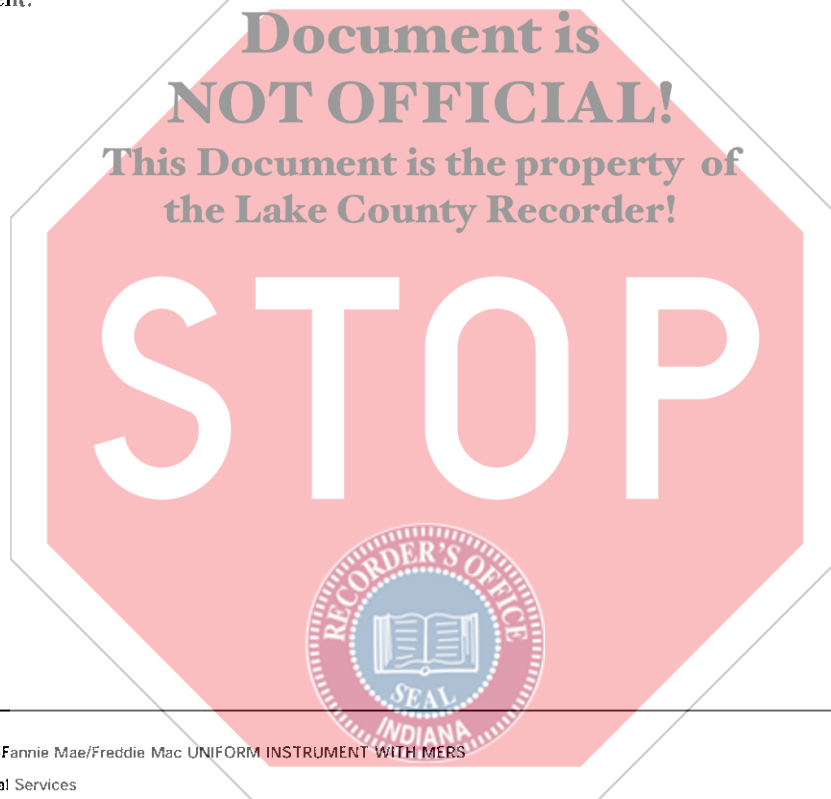 Document is
NOT OFFICIAL!
This Document is the property of
the Lake County Recorder!
STOP
RECORDER'S OFFICE
SEAL
INDIANA
Fannie Mae/Freddie Mac UNIFORM INSTRUMENT WITH MERS
Services